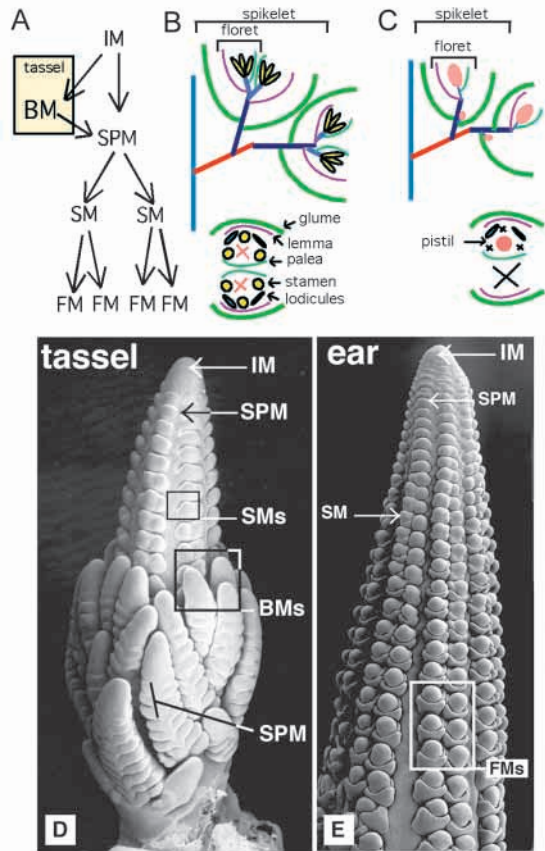 A
IM
tassel
BM
SPM
SM SM
FM FM FM FM
B
spikelet
floret
glume
lemma
palea
stamen
lodicules
C
spikelet
floret
pistil
tassel
IM
SPM
SMs
BMs
SPM
D
ear
IM
SPM
SM
FMs
E